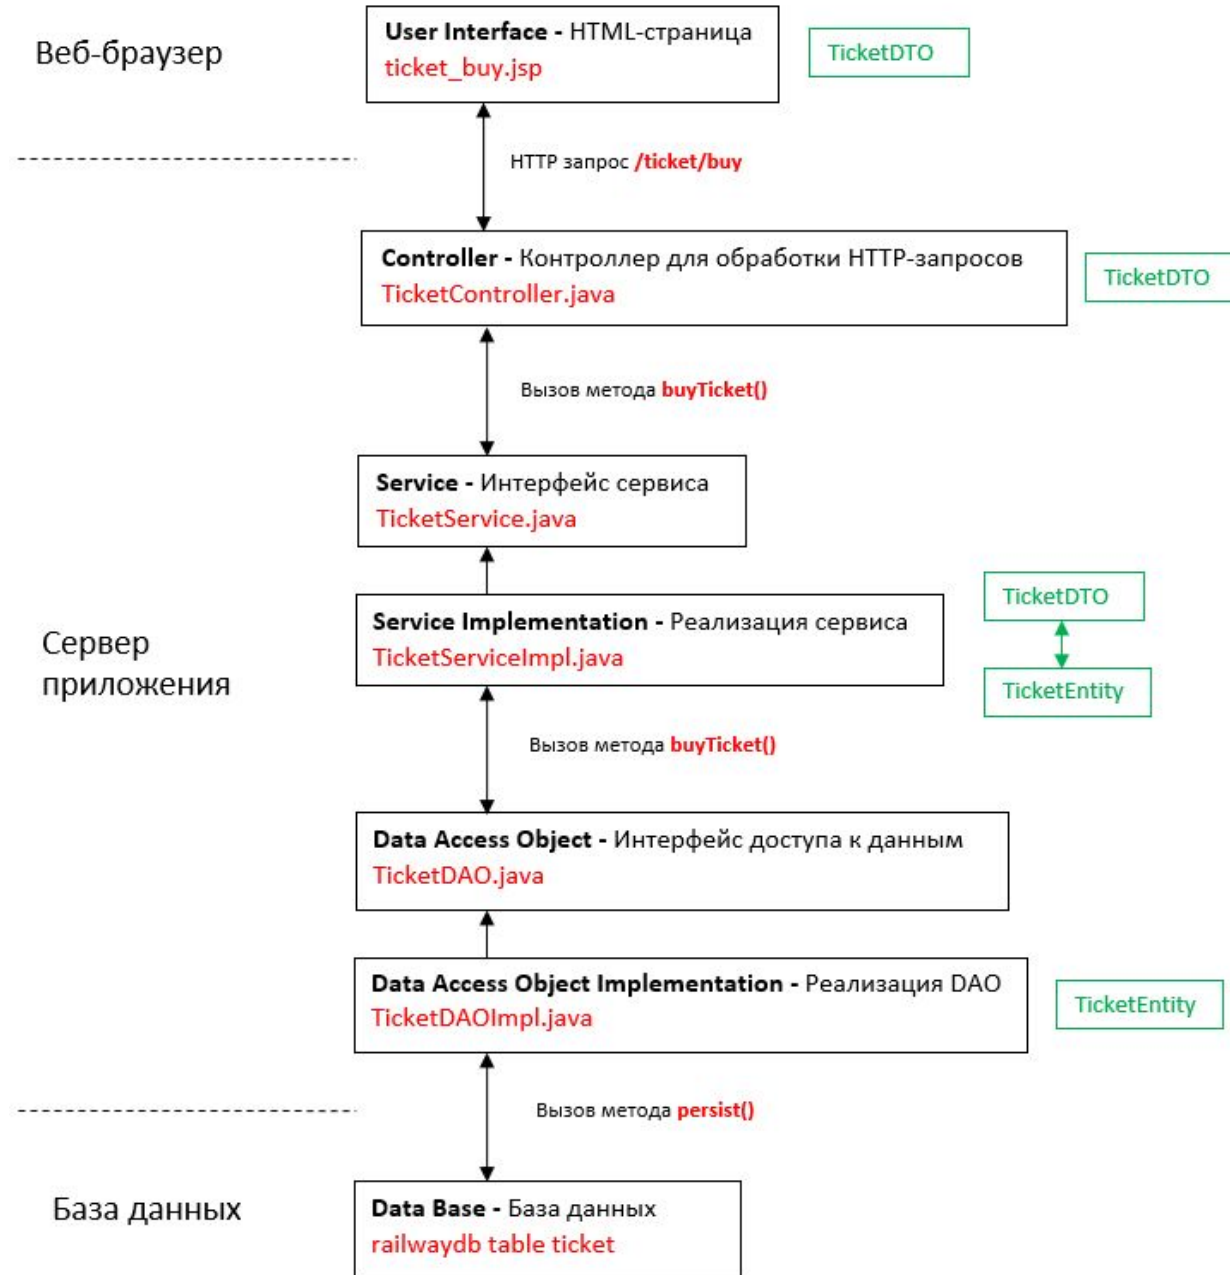 Веб-браузер
User Interface - HTML-страница
ticket_buy.jsp
TicketDTO
HTTP запрос /ticket/buy
Controller - Контроллер для обработки HTTP-запросов
TicketController.java
TicketDTO
Вызов метода buyTicket()
Service - Интерфейс сервиса
TicketService.java
Сервер
приложения
Service Implementation - Реализация сервиса
TicketServiceImpl.java
TicketDTO
TicketEntity
Вызов метода buyTicket()
Data Access Object - Интерфейс доступа к данным
TicketDAO.java
Data Access Object Implementation - Реализация DAO
TicketDAOImpl.java
TicketEntity
Вызов метода persist()
База данных
Data Base - База данных
railwaydb table ticket